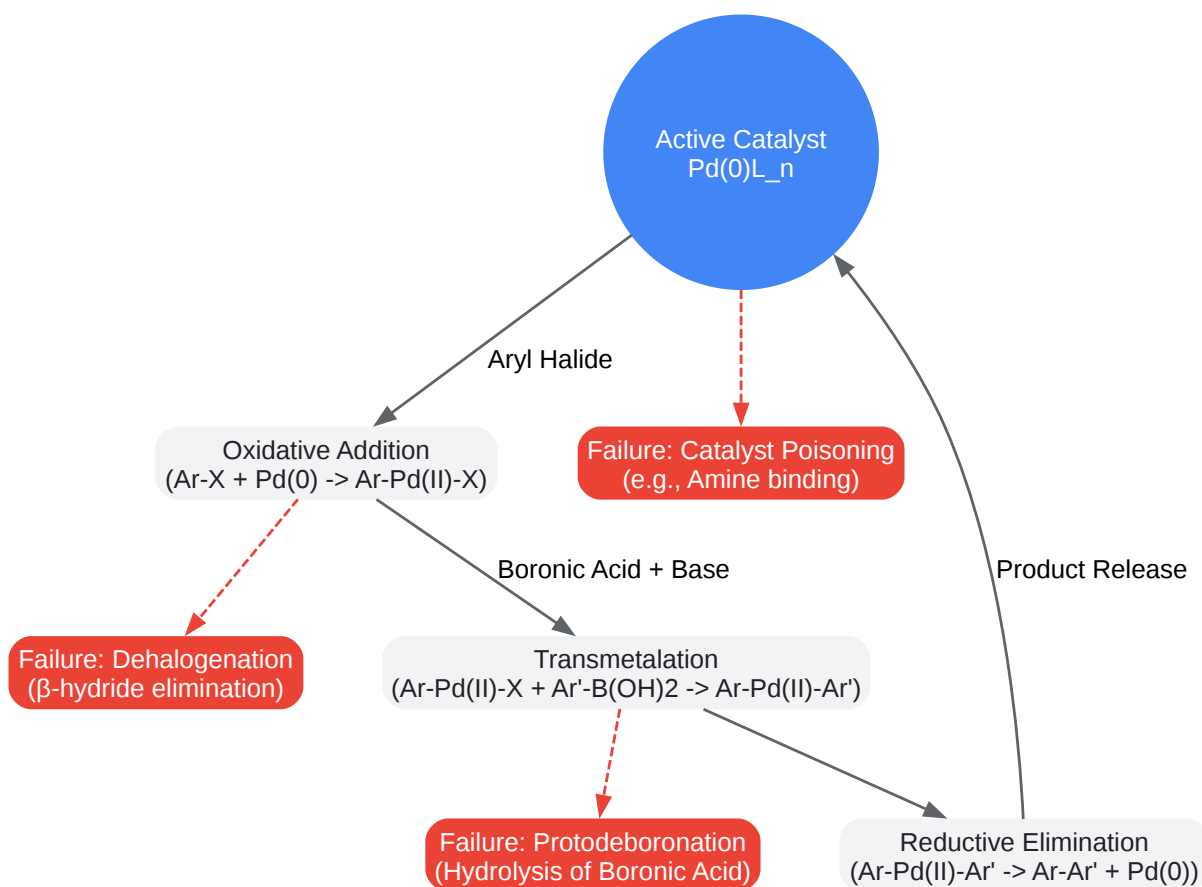 Active Catalyst
Pd(0)L_n
Aryl Halide
Oxidative Addition
(Ar-X + Pd(0) -> Ar-Pd(II)-X)
Failure: Catalyst Poisoning
(e.g., Amine binding)
Boronic Acid + Base
Product Release
Failure: Dehalogenation
(β-hydride elimination)
Transmetalation
(Ar-Pd(II)-X + Ar'-B(OH)2 -> Ar-Pd(II)-Ar')
Failure: Protodeboronation
(Hydrolysis of Boronic Acid)
Reductive Elimination
(Ar-Pd(II)-Ar' -> Ar-Ar' + Pd(0))